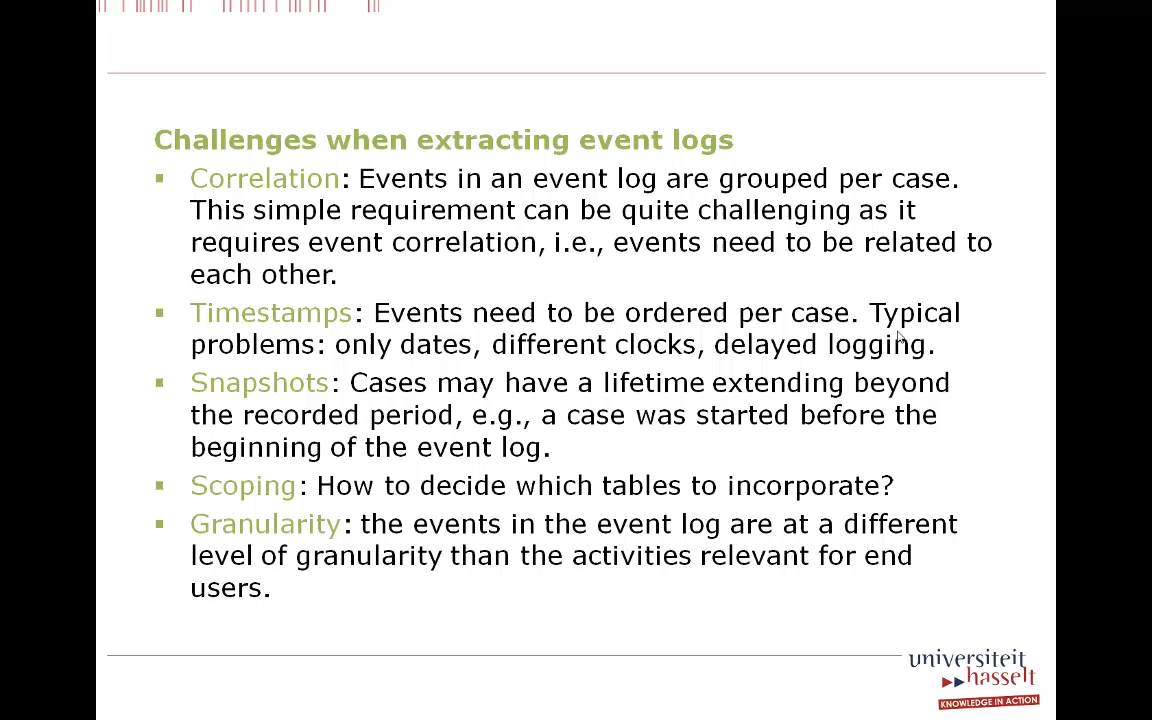 Challenges when extracting event logs
▪ Correlation: Events in an event log are grouped per case.
This simple requirement can be quite challenging as it
requires event correlation, i.e., events need to be related to
each other.
▪ Timestamps: Events need to be ordered per case. Typical
problems: only dates, different clocks, delayed logging.
▪ Snapshots: Cases may have a lifetime extending beyond
the recorded period, e.g., a case was started before the
beginning of the event log.
▪ Scoping: How to decide which tables to incorporate?
▪ Granularity: the events in the event log are at a different
level of granularity than the activities relevant for end
users.
universiteit
hasselt
KNOWLEDGE IN ACTION